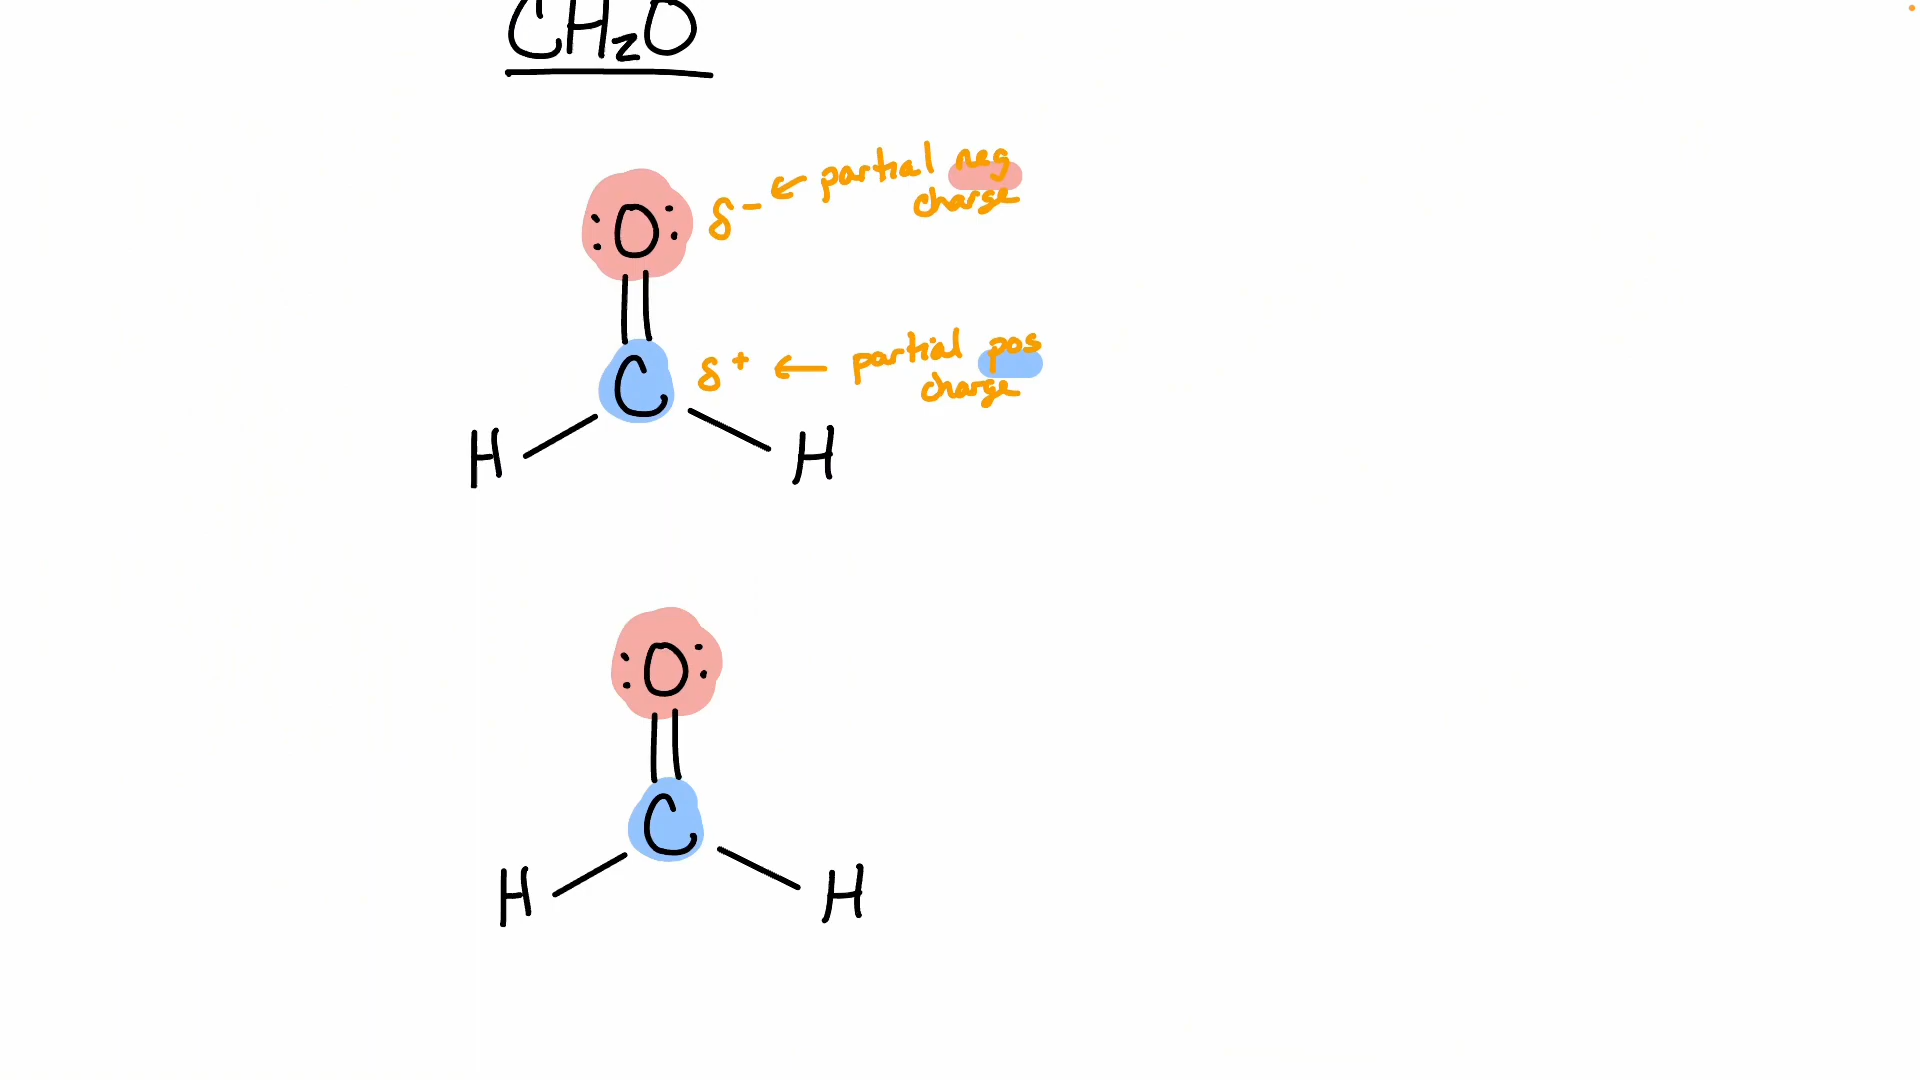 CH₂O
δ- ← partial neg
charge
:O:
C δ+ ← partial pos
charge
H H
:O:
C
H H